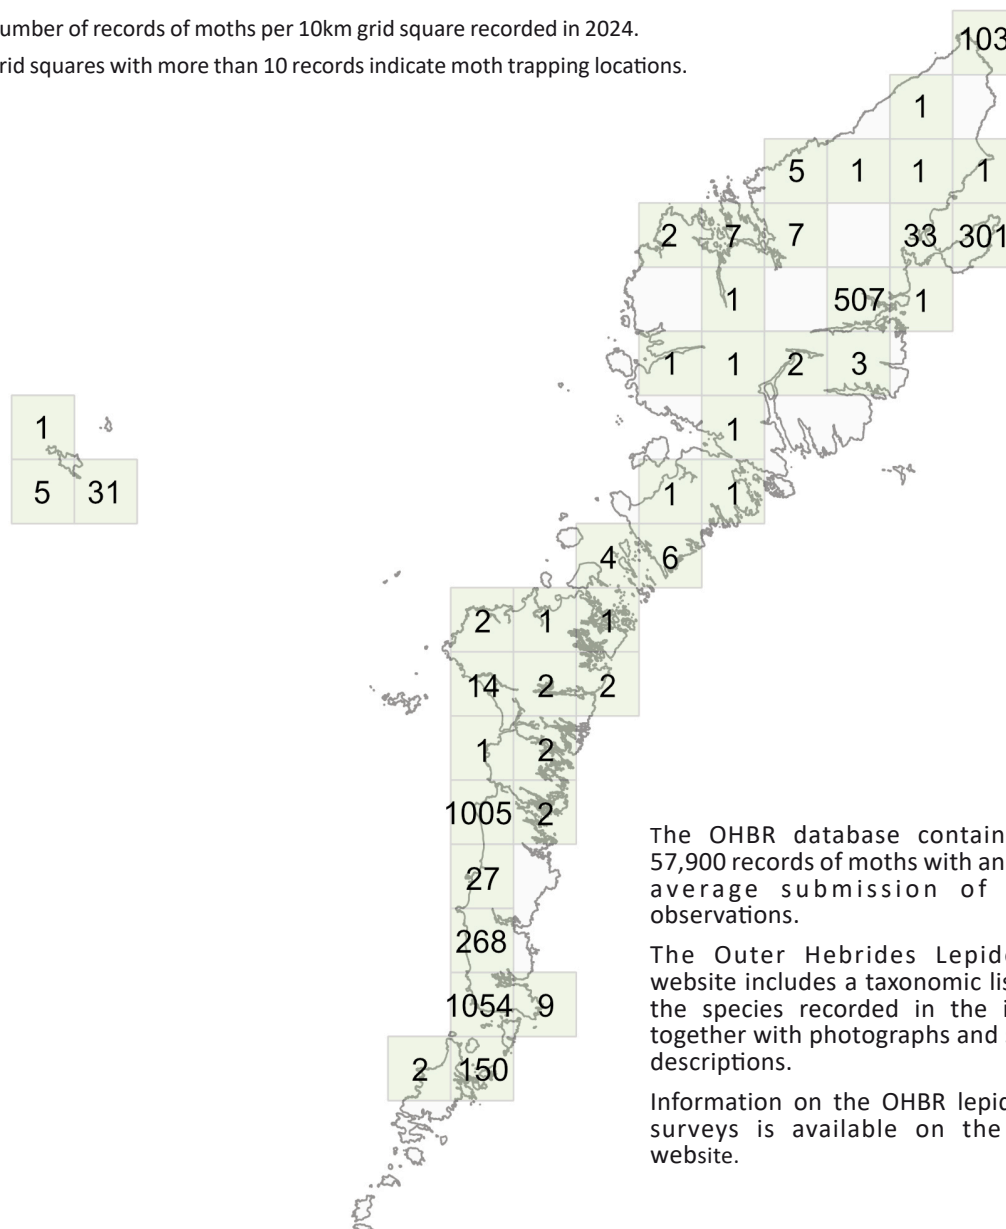 umber of records of moths per 10km grid square recorded in 2024.
rid squares with more than 10 records indicate moth trapping locations.
103
1
5 1 1 1
2 7 7 33 301
1 507 1
1 1 2 3
1
1
5 31
1 1
4 6
2 1 1
14 2 2
1 2
1005 2
27
268
1054 9
2 150
The OHBR database contain
57,900 records of moths with an
average submission of
observations.
The Outer Hebrides Lepid
website includes a taxonomic lis
the species recorded in the i
together with photographs and
descriptions.
Information on the OHBR lepid
surveys is available on the
website.